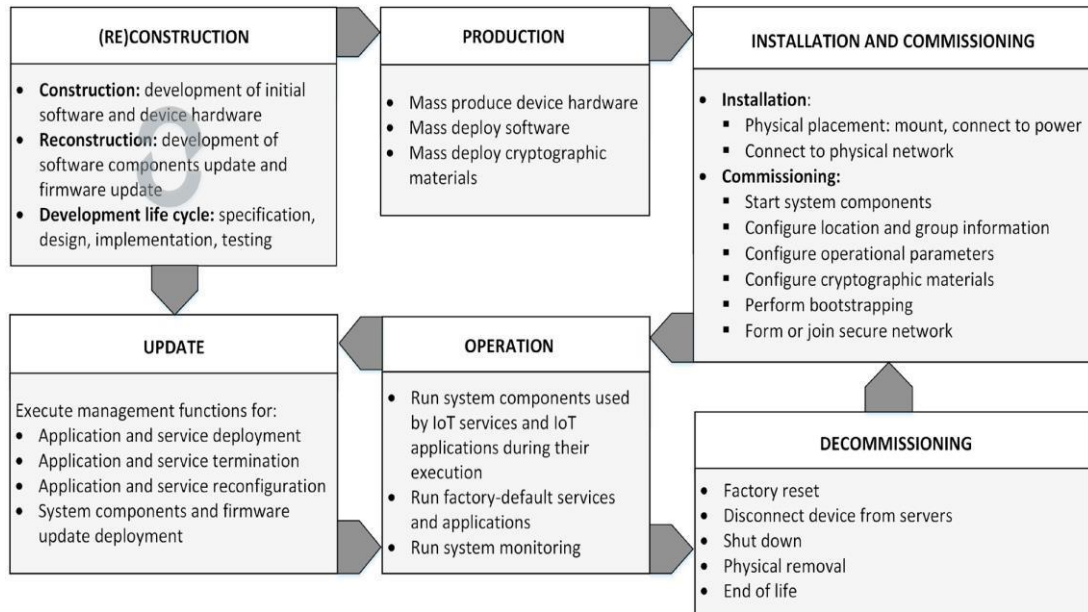 (RE)CONSTRUCTION
Construction: development of initial
software and device hardware
Reconstruction: development of
software components update and
firmware update
Development life cycle: specification,
design, implementation, testing
PRODUCTION
Mass produce device hardware
Mass deploy software
Mass deploy cryptographic
materials
INSTALLATION AND COMMISSIONING
Installation:
Physical placement: mount, connect to power
Connect to physical network
Commissioning:
Start system components
Configure location and group information
Configure operational parameters
Configure cryptographic materials
Perform bootstrapping
Form or join secure network
UPDATE
Execute management functions for:
Application and service deployment
Application and service termination
Application and service reconfiguration
System components and firmware
update deployment
OPERATION
Run system components used
by IoT services and IoT
applications during their
execution
Run factory-default services
and applications
Run system monitoring
DECOMMISSIONING
Factory reset
Disconnect device from servers
Shut down
Physical removal
End of life